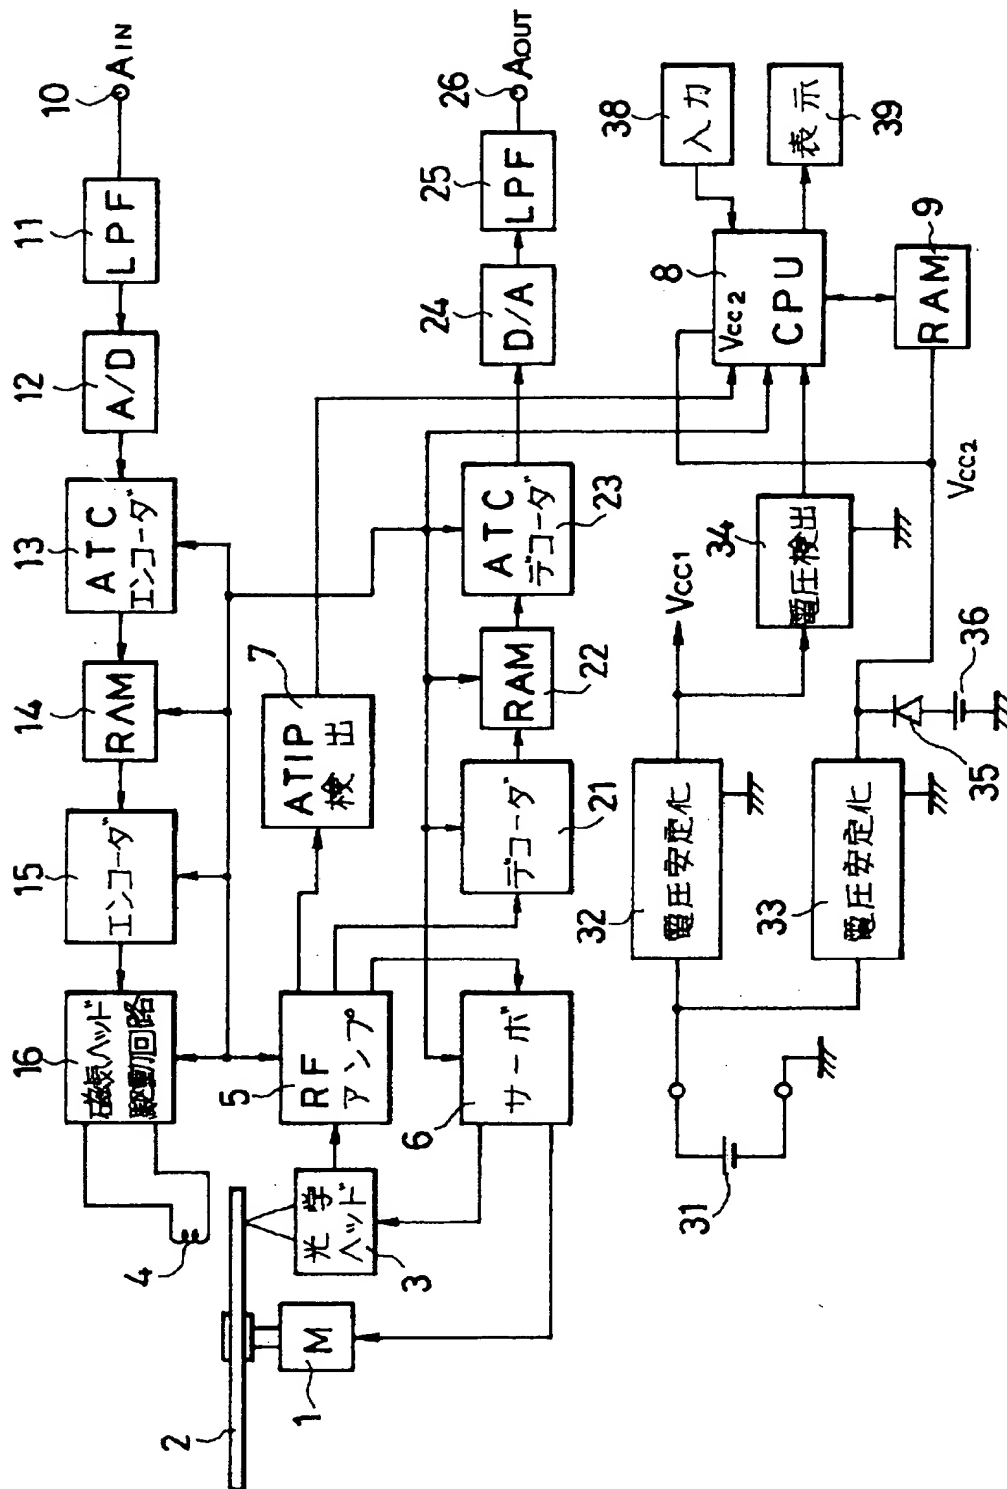 10
AIN
11
LPF
12
A/D
13
ATC
エンコーダ
14
RAM
15
エンコーダ
16
磁気ヘッド
駆動回路
4
2
1
M
3
光学
ヘッド
5
RF
アンプ
6
サーボ
7
ATIP
検出
21
デコーダ
22
RAM
23
ATC
デコーダ
24
D/A
25
LPF
26
AOUT
38
入力
39
表示
8
Vcc2
CPU
9
RAM
Vcc2
Vcc1
34
電圧検出
32
電圧安定化
33
電圧安定化
35
36
31